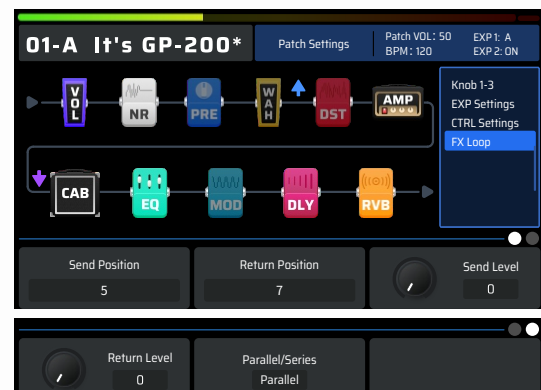 01-A It's GP-200*
Patch Settings
Patch VOL: 50
BPM: 120
EXP 1: A
EXP 2: ON
VOL
NR
PRE
WAH
DST
AMP
CAB
EQ
MOD
DLY
RVB
Knob 1-3
EXP Settings
CTRL Settings
FX Loop
Send Position
5
Return Position
7
Send Level
0
Return Level
0
Parallel/Series
Parallel